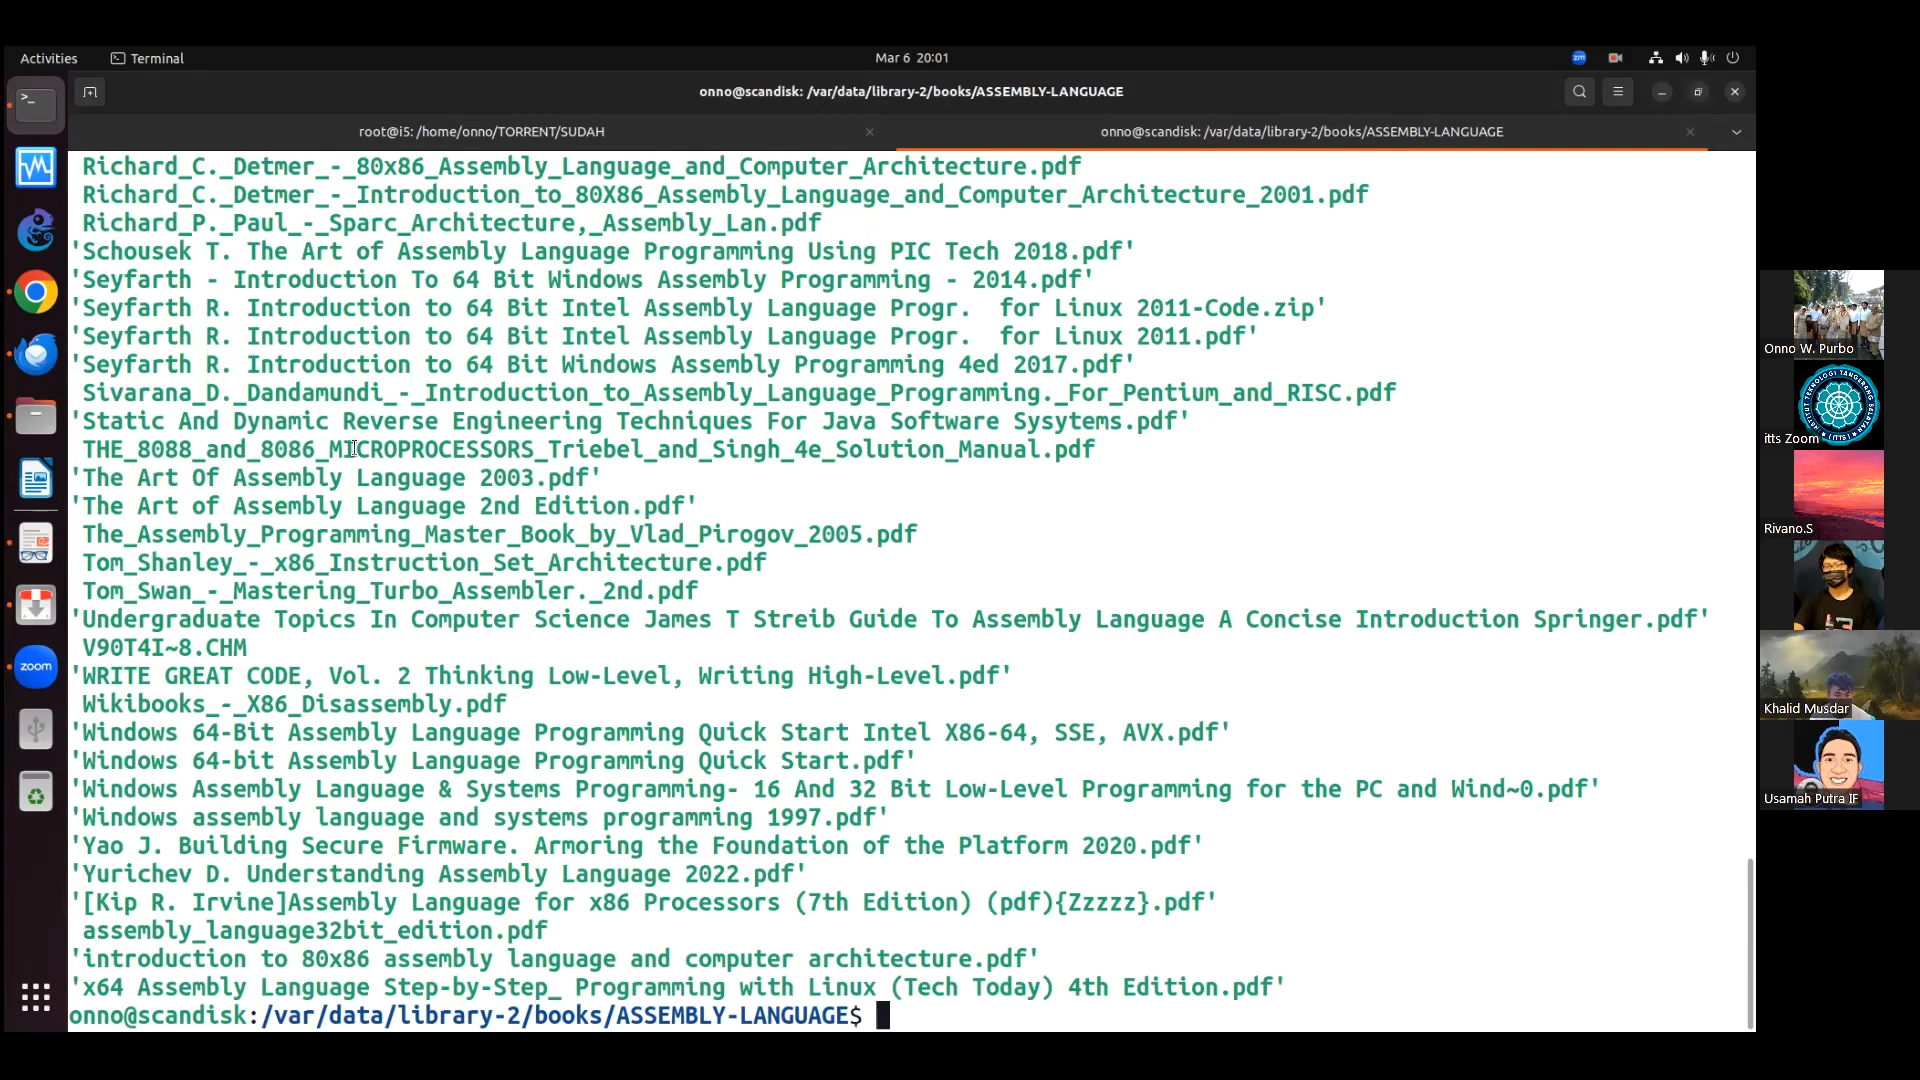 Activities
Terminal
Mar 6 20:01
zm
onno@scandisk: /var/data/library-2/books/ASSEMBLY-LANGUAGE
root@i5: /home/onno/TORRENT/SUDAH
onno@scandisk: /var/data/library-2/books/ASSEMBLY-LANGUAGE
Richard_C._Detmer_-_80x86_Assembly_Language_and_Computer_Architecture.pdf
Richard_C._Detmer_-_Introduction_to_80X86_Assembly_Language_and_Computer_Architecture_2001.pdf
Richard_P._Paul_-_Sparc_Architecture,_Assembly_Lan.pdf
'Schousek T. The Art of Assembly Language Programming Using PIC Tech 2018.pdf'
'Seyfarth - Introduction To 64 Bit Windows Assembly Programming - 2014.pdf'
'Seyfarth R. Introduction to 64 Bit Intel Assembly Language Progr.  for Linux 2011-Code.zip'
'Seyfarth R. Introduction to 64 Bit Intel Assembly Language Progr.  for Linux 2011.pdf'
'Seyfarth R. Introduction to 64 Bit Windows Assembly Programming 4ed 2017.pdf'
Sivarana_D._Dandamundi_-_Introduction_to_Assembly_Language_Programming._For_Pentium_and_RISC.pdf
'Static And Dynamic Reverse Engineering Techniques For Java Software Sysytems.pdf'
THE_8088_and_8086_MICROPROCESSORS_Triebel_and_Singh_4e_Solution_Manual.pdf
'The Art Of Assembly Language 2003.pdf'
'The Art of Assembly Language 2nd Edition.pdf'
The_Assembly_Programming_Master_Book_by_Vlad_Pirogov_2005.pdf
Tom_Shanley_-_x86_Instruction_Set_Architecture.pdf
Tom_Swan_-_Mastering_Turbo_Assembler._2nd.pdf
'Undergraduate Topics In Computer Science James T Streib Guide To Assembly Language A Concise Introduction Springer.pdf'
V90T4I~8.CHM
'WRITE GREAT CODE, Vol. 2 Thinking Low-Level, Writing High-Level.pdf'
Wikibooks_-_X86_Disassembly.pdf
'Windows 64-Bit Assembly Language Programming Quick Start Intel X86-64, SSE, AVX.pdf'
'Windows 64-bit Assembly Language Programming Quick Start.pdf'
'Windows Assembly Language & Systems Programming- 16 And 32 Bit Low-Level Programming for the PC and Wind~0.pdf'
'Windows assembly language and systems programming 1997.pdf'
'Yao J. Building Secure Firmware. Armoring the Foundation of the Platform 2020.pdf'
'Yurichev D. Understanding Assembly Language 2022.pdf'
'[Kip R. Irvine]Assembly Language for x86 Processors (7th Edition) (pdf){Zzzzz}.pdf'
assembly_language32bit_edition.pdf
'introduction to 80x86 assembly language and computer architecture.pdf'
'x64 Assembly Language Step-by-Step_ Programming with Linux (Tech Today) 4th Edition.pdf'
onno@scandisk:/var/data/library-2/books/ASSEMBLY-LANGUAGE$
zoom
Onno W. Purbo
itts Zoom
Rivano.S
Khalid Musdar
Usamah Putra IF